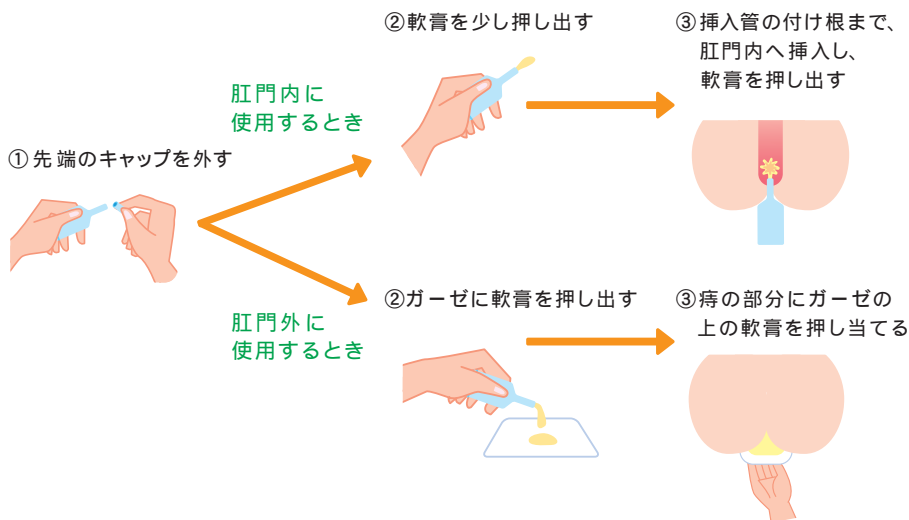 ①先端のキャップを外す
肛門内に
使用するとき
②軟膏を少し押し出す
③挿入管の付け根まで、
肛門内へ挿入し、
軟膏を押し出す
肛門外に
使用するとき
②ガーゼに軟膏を押し出す
③痔の部分にガーゼの
上の軟膏を押し当てる